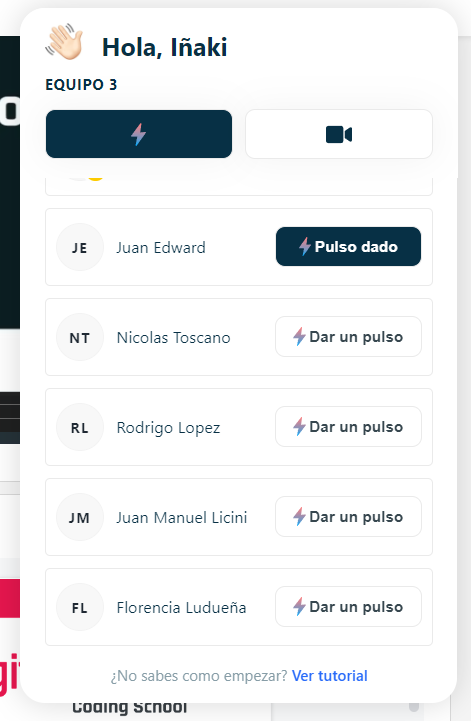 Hola, Iñaki
EQUIPO 3
JE Juan Edward Pulso dado
NT Nicolas Toscano Dar un pulso
RL Rodrigo Lopez Dar un pulso
JM Juan Manuel Licini Dar un pulso
FL Florencia Ludueña Dar un pulso
¿No sabes como empezar? Ver tutorial
Coding School